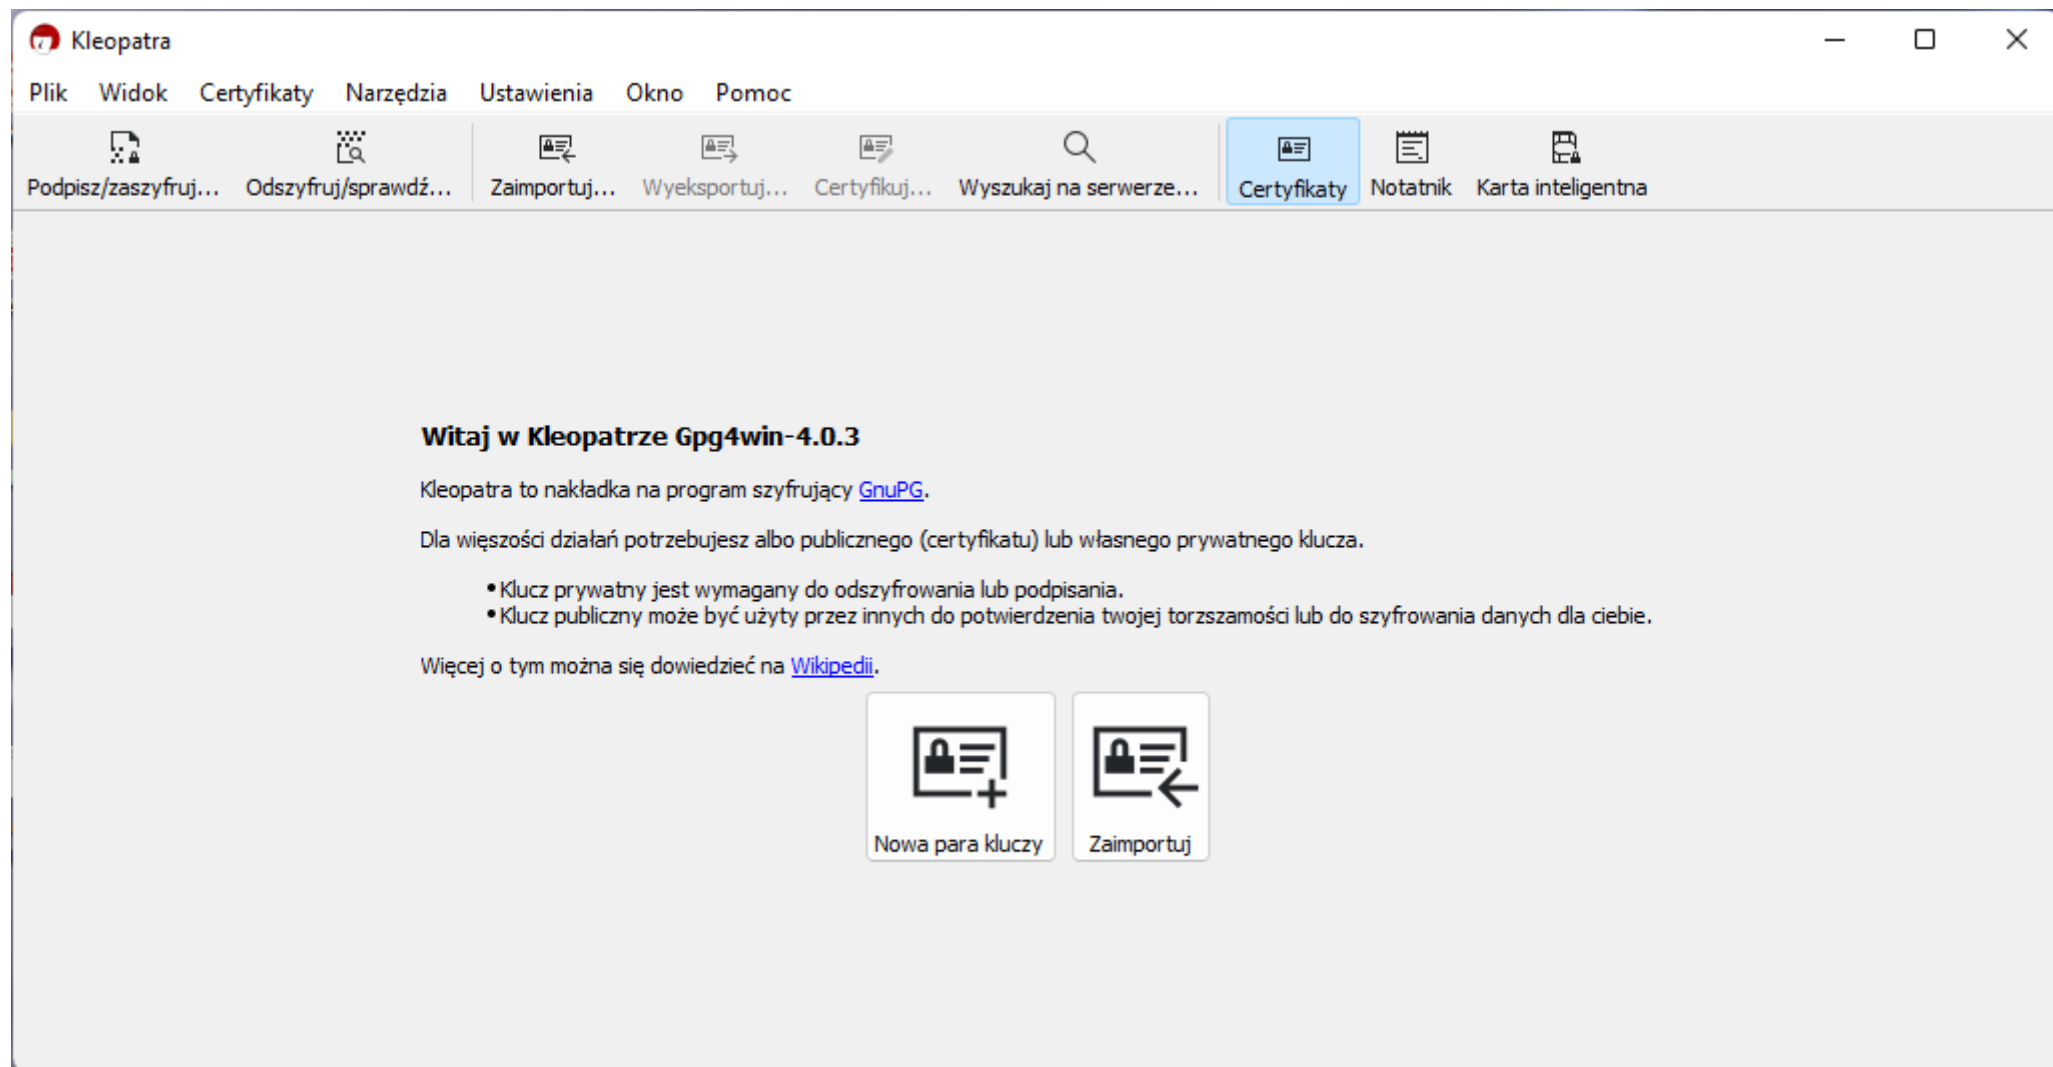 Kleopatra
Plik Widok Certyfikaty Narzędzia Ustawienia Okno Pomoc
Podpisz/zaszyfruj... Odszyfruj/sprawdź... Zaimportuj... Wyeksportuj... Certyfikuj... Wyszukaj na serwerze... Certyfikaty Notatnik Karta inteligentna
Witaj w Kleopatrze Gpg4win-4.0.3
Kleopatra to nakładka na program szyfrujący GnuPG.
Dla więszości działań potrzebujesz albo publicznego (certyfikatu) lub własnego prywatnego klucza.
•Klucz prywatny jest wymagany do odszyfrowania lub podpisania.
•Klucz publiczny może być użyty przez innych do potwierdzenia twojej torzszamości lub do szyfrowania danych dla ciebie.
Więcej o tym można się dowiedzieć na Wikipedii.
Nowa para kluczy Zaimportuj